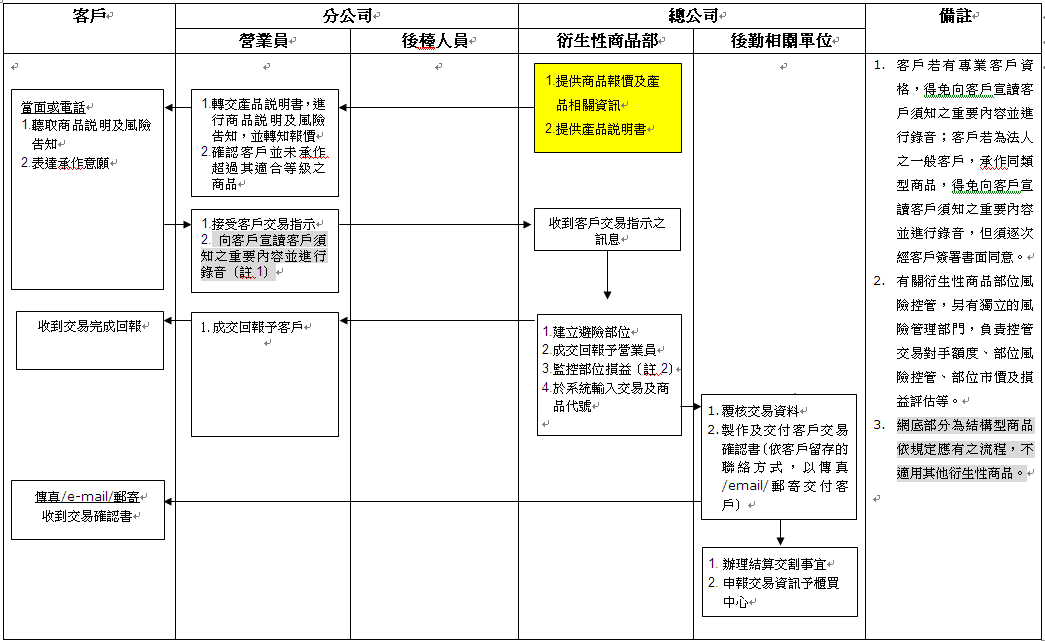 客戶
分公司
總公司
備註
營業員
後檯人員
衍生性商品部
後勤相關單位
1.提供商品報價及產
品相關資訊
2.提供產品說明書
1.轉交產品說明書，進
行商品說明及風險
告知，並轉知報價
2.確認客戶並未承作
超過其適合等級之
商品
當面或電話
1.聽取商品說明及風險
告知
2.表達承作意願
1.接受客戶交易指示
2. 向客戶宣讀客戶須
知之重要內容並進行
錄音（註 1）
收到客戶交易指示之
訊息
1.建立避險部位
2.成交回報予營業員
3.監控部位損益（註 2）
4.於系統輸入交易及商
品代號
1. 成交回報予客戶
收到交易完成回報
1. 覆核交易資料
2. 製作及交付客戶交易
確認書（依客戶留存的
聯絡方式，以傳真
/email/郵寄交付客
戶）
傳真/e-mail/郵寄
收到交易確認書
1. 辦理結算交割事宜
2. 申報交易資訊予櫃買
中心
1. 客戶若有專業客戶資
格，得免向客戶宣讀客
戶須知之重要內容並進
行錄音；客戶若為法人
之一般客戶，承作同類
型商品，得免向客戶宣
讀客戶須知之重要內容
並進行錄音，但須逐次
經客戶簽署書面同意。
2. 有關衍生性商品部位風
險控管，另有獨立的風
險管理部門，負責控管
交易對手額度、部位風
險控管、部位市價及損
益評估等。
3. 網底部分為結構型商品
依規定應有之流程，不
適用其他衍生性商品。